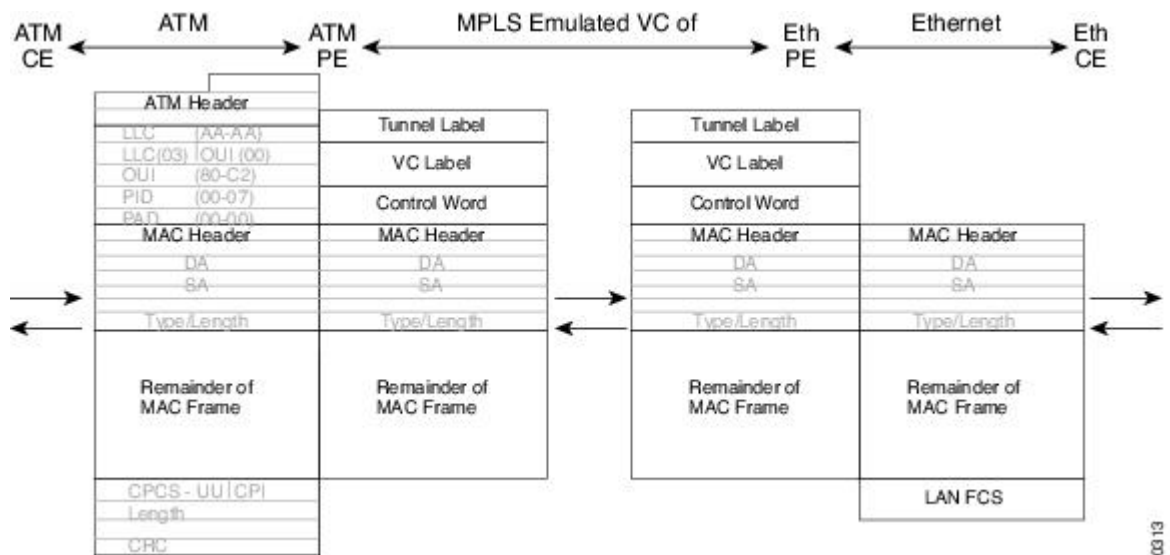 ATM CE
ATM
ATM PE
MPLS Emulated VC of
Eth PE
Ethernet
Eth CE
ATM Header
LLC (AA-AA)
LLC(03) |OUI (00)
OUI (80-C2)
PID (00-07)
PAD (00-00)
MAC Header
DA
SA
Type/Length
Remainder of
MAC Frame
CPCS - UU|CPI
Length
CRC
Tunnel Label
VC Label
Control Word
MAC Header
DA
SA
Type/Length
Remainder of
MAC Frame
Tunnel Label
VC Label
Control Word
MAC Header
DA
SA
Type/Length
Remainder of
MAC Frame
MAC Header
DA
SA
Type/Length
Remainder of
MAC Frame
LAN FCS